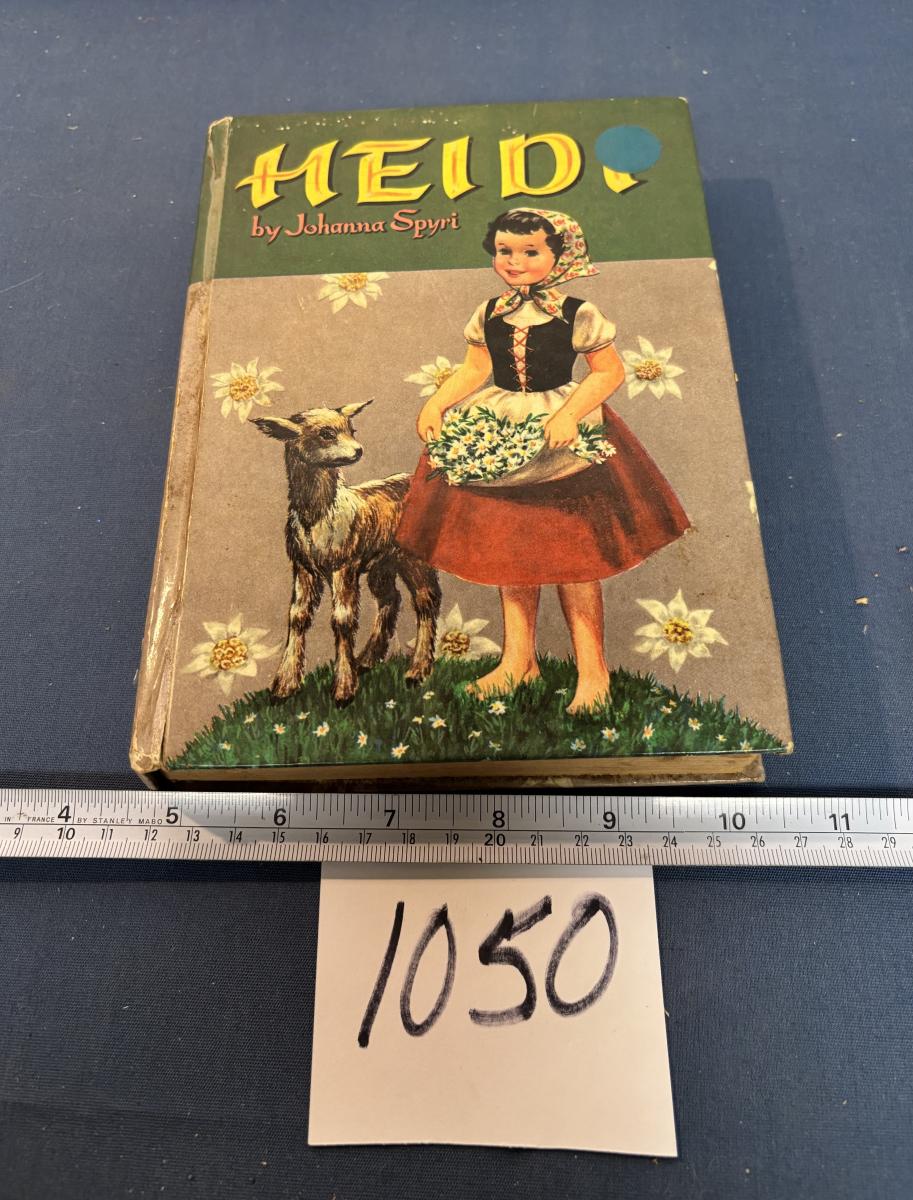 HEIDI
by Johanna Spyri
4 5 6 7 8 9 10 11
IN FRANCE BY STANLEY MABO
9 10 11 12 13 14 15 16 17 18 19 20 21 22 23 24 25 26 27 28 29
1050